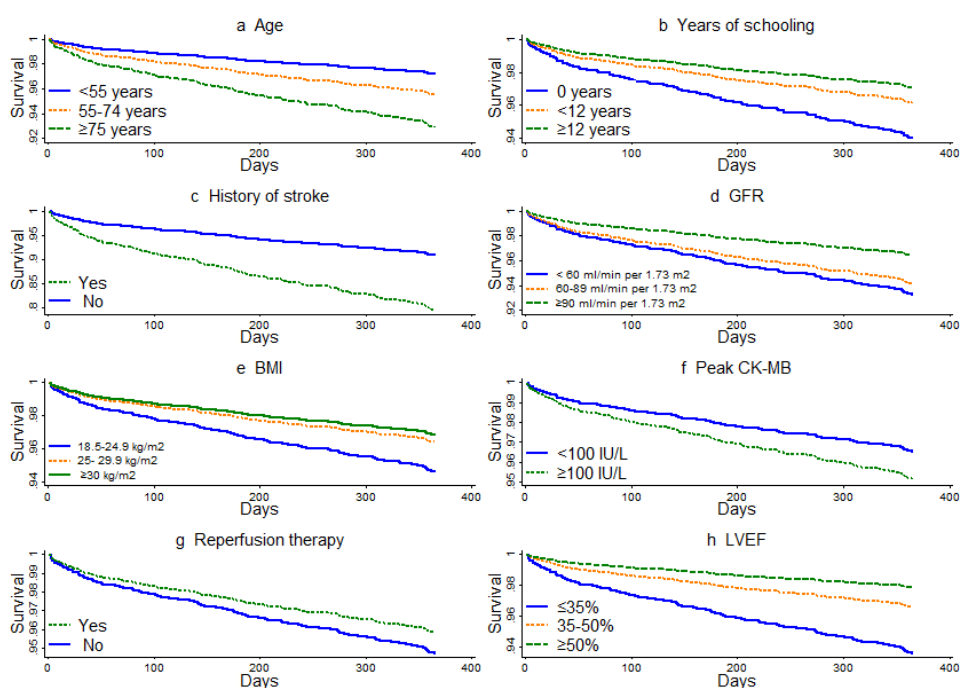 a Age
Survival
1
.98
.96
.94
.92
<55 years
55-74 years
≥75 years
0
100
200
300
400
Days
b Years of schooling
Survival
1
.98
.96
.94
0 years
<12 years
≥12 years
0
100
200
300
400
Days
c History of stroke
Survival
1
.95
.9
.85
.8
Yes
No
0
100
200
300
400
Days
d GFR
Survival
1
.98
.96
.94
.92
< 60 ml/min per 1.73 m2
60-89 ml/min per 1.73 m2
≥90 ml/min per 1.73 m2
0
100
200
300
400
Days
e BMI
Survival
1
.98
.96
.94
18.5-24.9 kg/m2
25- 29.9 kg/m2
≥30 kg/m2
0
100
200
300
400
Days
f Peak CK-MB
Survival
1
.99
.98
.97
.96
.95
<100 IU/L
≥100 IU/L
0
100
200
300
400
Days
g Reperfusion therapy
Survival
1
.99
.98
.97
.96
.95
Yes
No
0
100
200
300
400
Days
h LVEF
Survival
1
.98
.96
.94
≤35%
35-50%
≥50%
0
100
200
300
400
Days